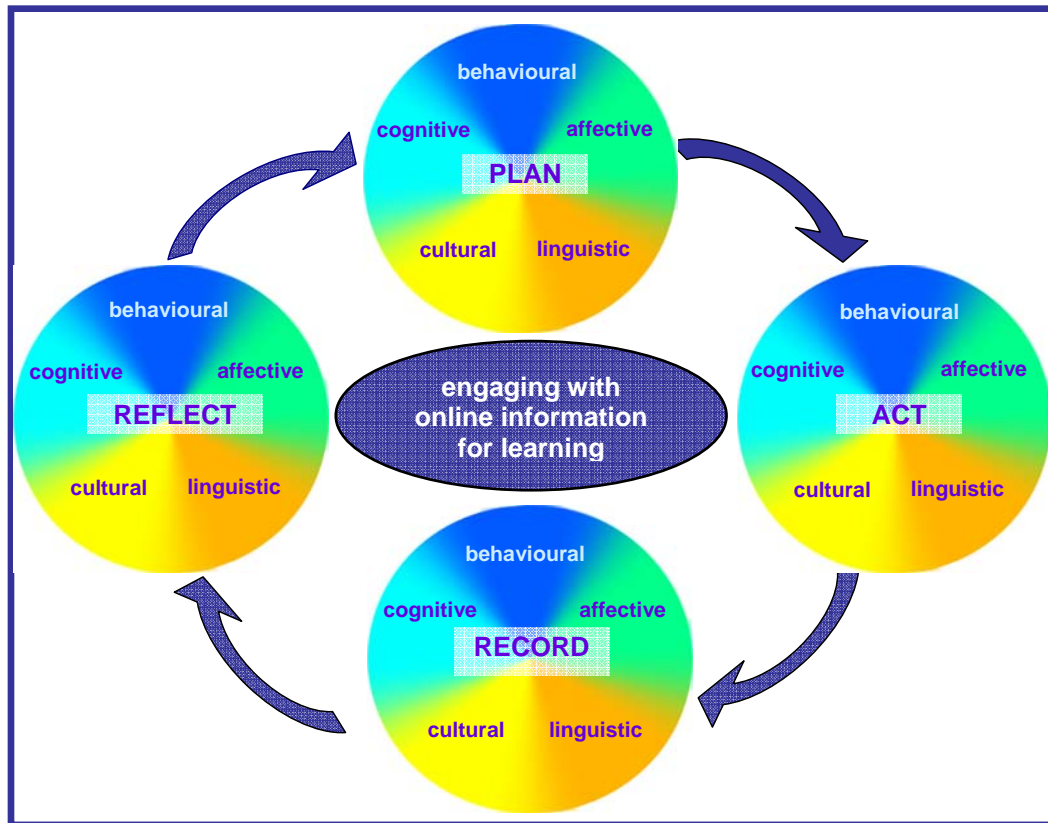 behavioural
cognitive
affective
PLAN
cultural
linguistic
behavioural
cognitive
affective
REFLECT
cultural
linguistic
engaging with
online information
for learning
behavioural
cognitive
affective
ACT
cultural
linguistic
behavioural
cognitive
affective
RECORD
cultural
linguistic